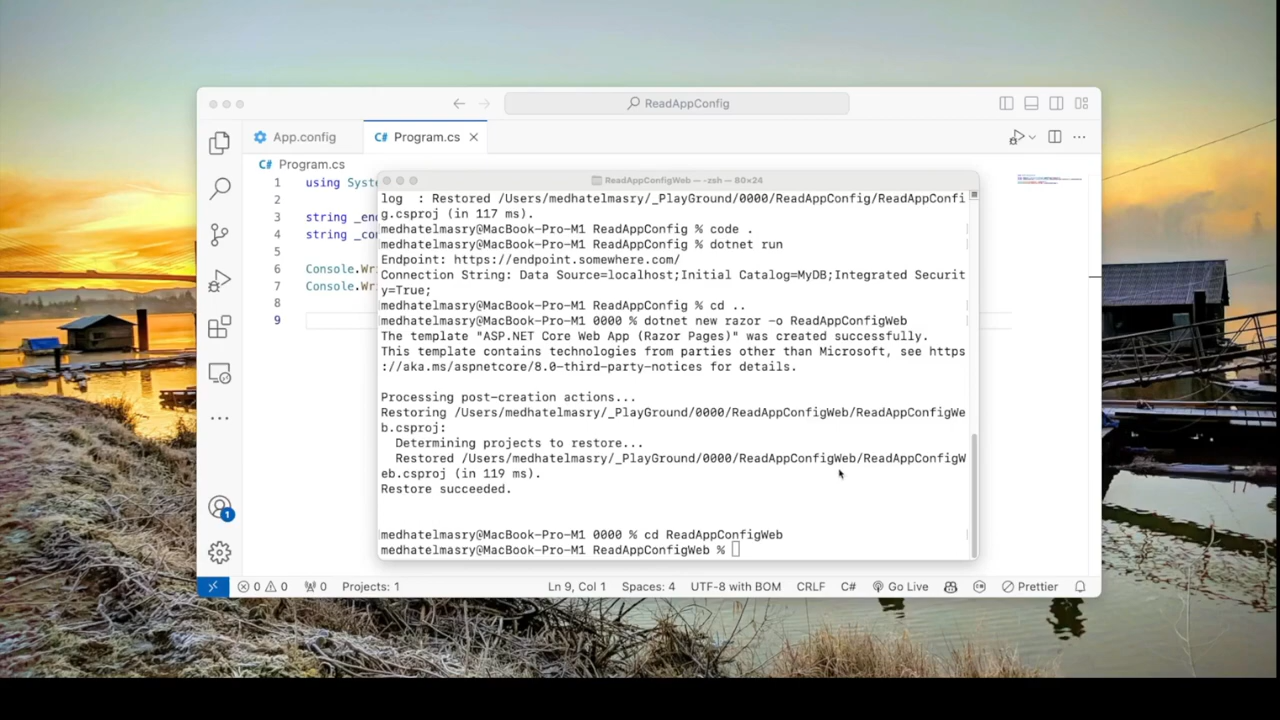 ReadAppConfig
App.config
C# Program.cs
C# Program.cs
1 using Syst
2
3 string _en
4 string _co
5
6 Console.Wr
7 Console.Wr
8
9
ReadAppConfigWeb — -zsh — 80×24
log  : Restored /Users/medhatelmasry/_PlayGround/0000/ReadAppConfig/ReadAppConfi
g.csproj (in 117 ms).
medhatelmasry@MacBook-Pro-M1 ReadAppConfig % code .
medhatelmasry@MacBook-Pro-M1 ReadAppConfig % dotnet run
Endpoint: https://endpoint.somewhere.com/
Connection String: Data Source=localhost;Initial Catalog=MyDB;Integrated Securit
y=True;
medhatelmasry@MacBook-Pro-M1 ReadAppConfig % cd ..
medhatelmasry@MacBook-Pro-M1 0000 % dotnet new razor -o ReadAppConfigWeb
The template "ASP.NET Core Web App (Razor Pages)" was created successfully.
This template contains technologies from parties other than Microsoft, see https
://aka.ms/aspnetcore/8.0-third-party-notices for details.
Processing post-creation actions...
Restoring /Users/medhatelmasry/_PlayGround/0000/ReadAppConfigWeb/ReadAppConfigWe
b.csproj:
  Determining projects to restore...
  Restored /Users/medhatelmasry/_PlayGround/0000/ReadAppConfigWeb/ReadAppConfigW
eb.csproj (in 119 ms).
Restore succeeded.
medhatelmasry@MacBook-Pro-M1 0000 % cd ReadAppConfigWeb
medhatelmasry@MacBook-Pro-M1 ReadAppConfigWeb %
1
0 0 0 Projects: 1 Ln 9, Col 1 Spaces: 4 UTF-8 with BOM CRLF C# Go Live Prettier